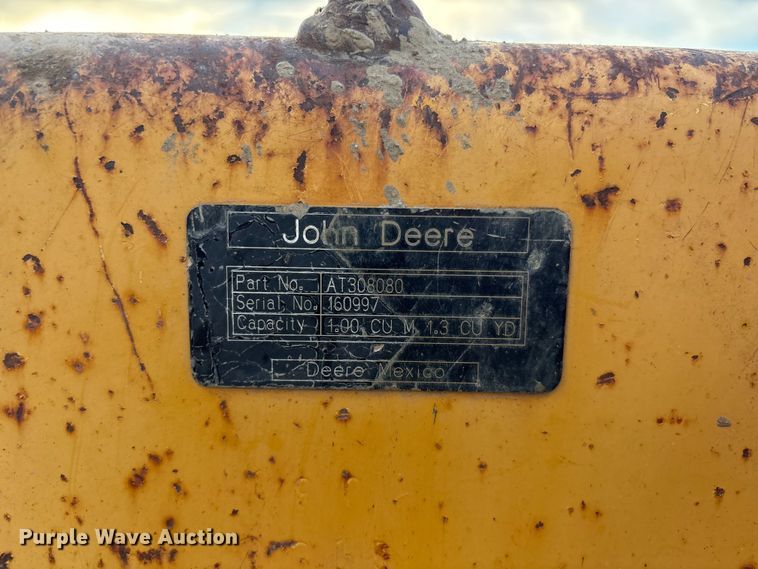 John Deere
Part No. AT308080
Serial No. 160997
Capacity 1.00 CU M 1.3 CU YD
Deere Mexico
Purple Wave Auction